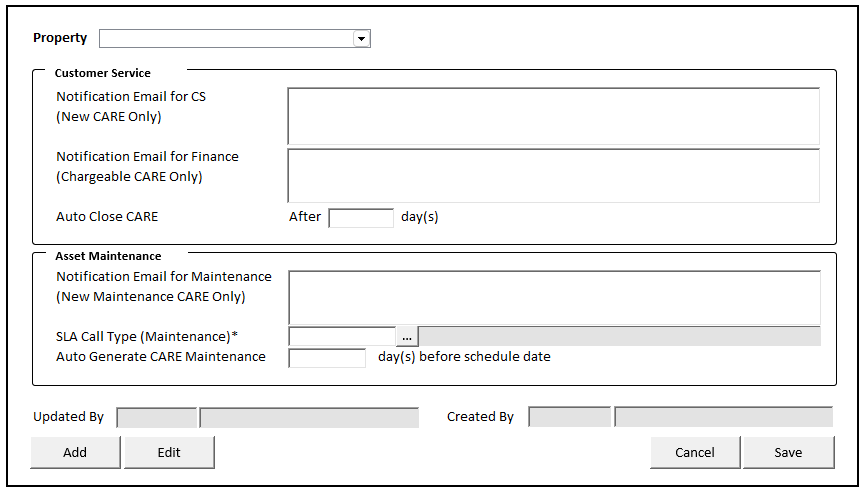 Property
Customer Service
Notification Email for CS
(New CARE Only)
Notification Email for Finance
(Chargeable CARE Only)
Auto Close CARE After day(s)
Asset Maintenance
Notification Email for Maintenance
(New Maintenance CARE Only)
SLA Call Type (Maintenance)* ...
Auto Generate CARE Maintenance day(s) before schedule date
Updated By Created By
Add Edit Cancel Save